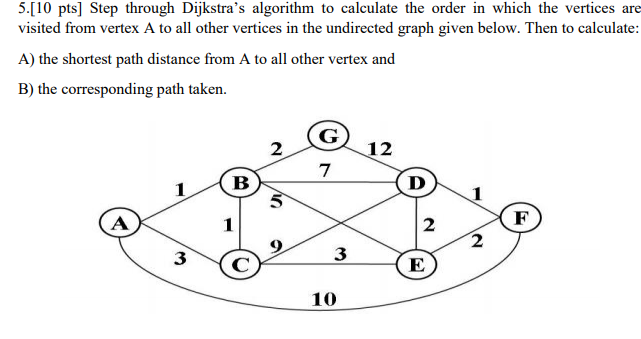 5.[10 pts] Step through Dijkstra’s algorithm to calculate the order in which the vertices are
visited from vertex A to all other vertices in the undirected graph given below. Then to calculate:
A) the shortest path distance from A to all other vertex and
B) the corresponding path taken.
G
2 12
7
B D
1 1
5
A F
1 2
9 2
3 3
C E
10